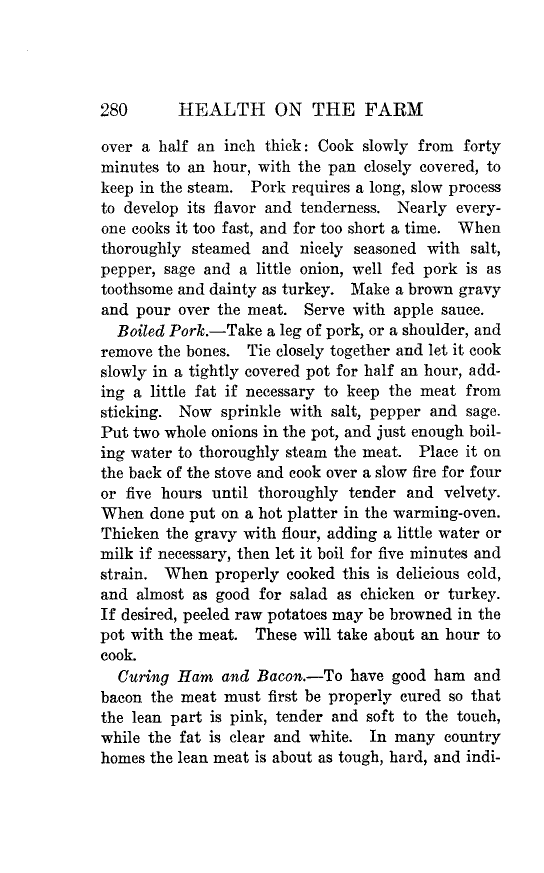 280 HEALTH ON THE FARM
over a half an inch thick: Cook slowly from forty
minutes to an hour, with the pan closely covered, to
keep in the steam. Pork requires a long, slow process
to develop its flavor and tenderness. Nearly every-
one cooks it too fast, and for too short a time. When
thoroughly steamed and nicely seasoned with salt,
pepper, sage and a little onion, well fed pork is as
toothsome and dainty as turkey. Make a brown gravy
and pour over the meat. Serve with apple sauce.
Boiled Pork.—Take a leg of pork, or a shoulder, and
remove the bones. Tie closely together and let it cook
slowly in a tightly covered pot for half an hour, add-
ing a little fat if necessary to keep the meat from
sticking. Now sprinkle with salt, pepper and sage.
Put two whole onions in the pot, and just enough boil-
ing water to thoroughly steam the meat. Place it on
the back of the stove and cook over a slow fire for four
or five hours until thoroughly tender and velvety.
When done put on a hot platter in the warming-oven.
Thicken the gravy with flour, adding a little water or
milk if necessary, then let it boil for five minutes and
strain. When properly cooked this is delicious cold,
and almost as good for salad as chicken or turkey.
If desired, peeled raw potatoes may be browned in the
pot with the meat. These will take about an hour to
cook.
Curing Ham and Bacon.—To have good ham and
bacon the meat must first be properly cured so that
the lean part is pink, tender and soft to the touch,
while the fat is clear and white. In many country
homes the lean meat is about as tough, hard, and indi-